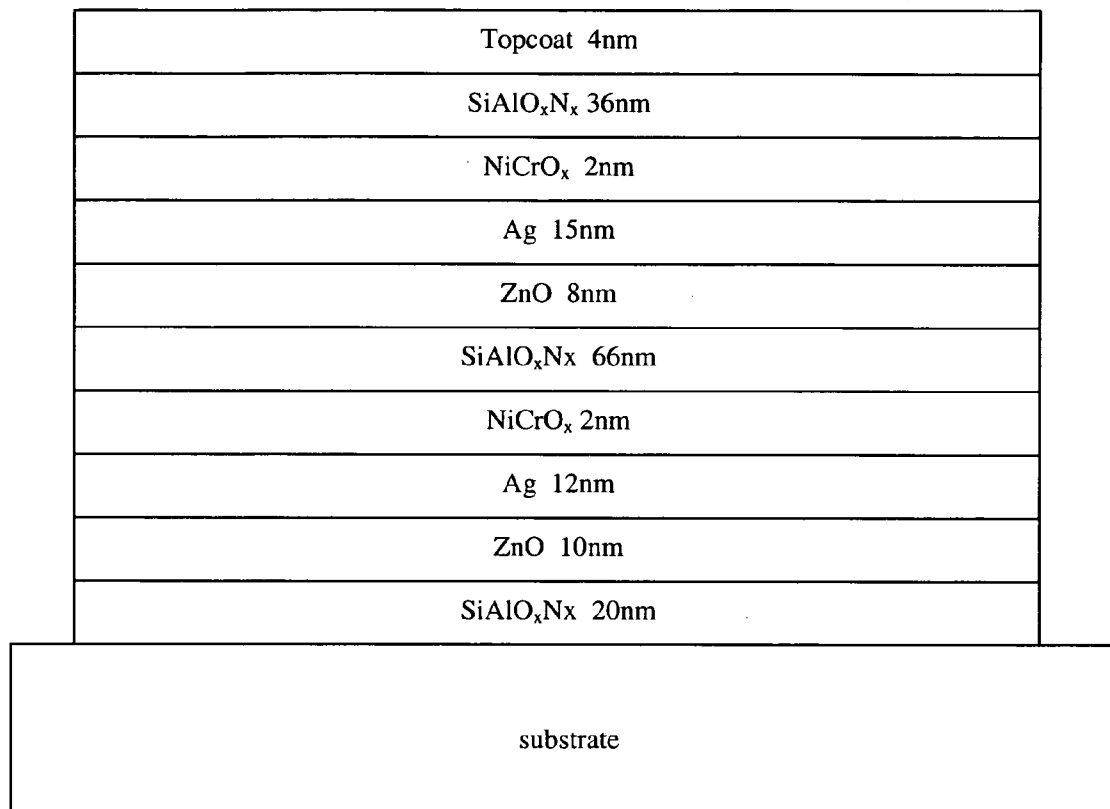 Topcoat 4nm
SiAlOₓNₓ 36nm
NiCrOₓ 2nm
Ag 15nm
ZnO 8nm
SiAlOₓNx 66nm
NiCrOₓ 2nm
Ag 12nm
ZnO 10nm
SiAlOₓNx 20nm
substrate